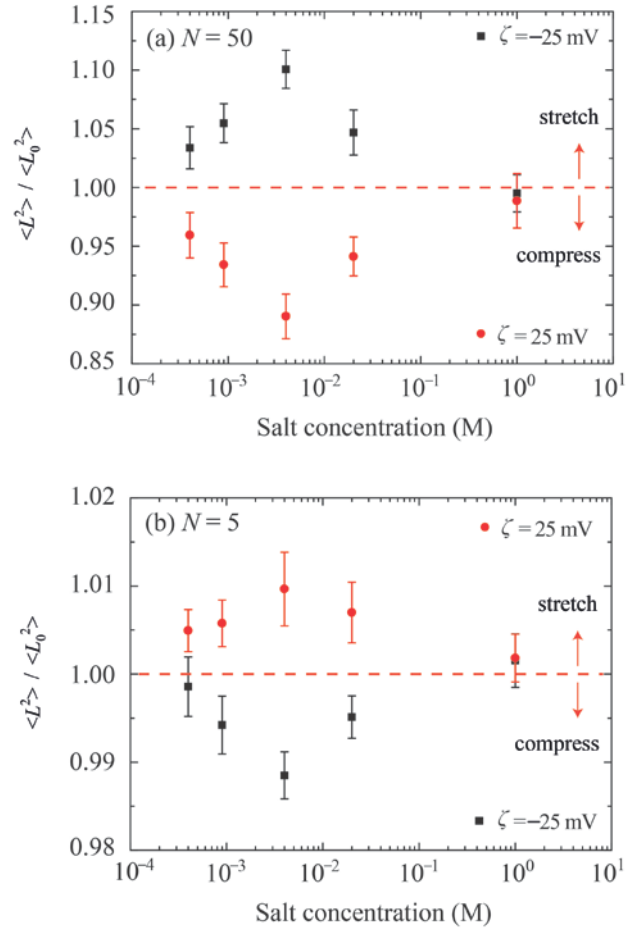 (a) N = 50
ζ = −25 mV
stretch
compress
ζ = 25 mV
<L²> / <L₀²>
1.15
1.10
1.05
1.00
0.95
0.90
0.85
10⁻⁴ 10⁻³ 10⁻² 10⁻¹ 10⁰ 10¹
Salt concentration (M)
(b) N = 5
ζ = 25 mV
stretch
compress
ζ = −25 mV
<L²> / <L₀²>
1.02
1.01
1.00
0.99
0.98
10⁻⁴ 10⁻³ 10⁻² 10⁻¹ 10⁰ 10¹
Salt concentration (M)